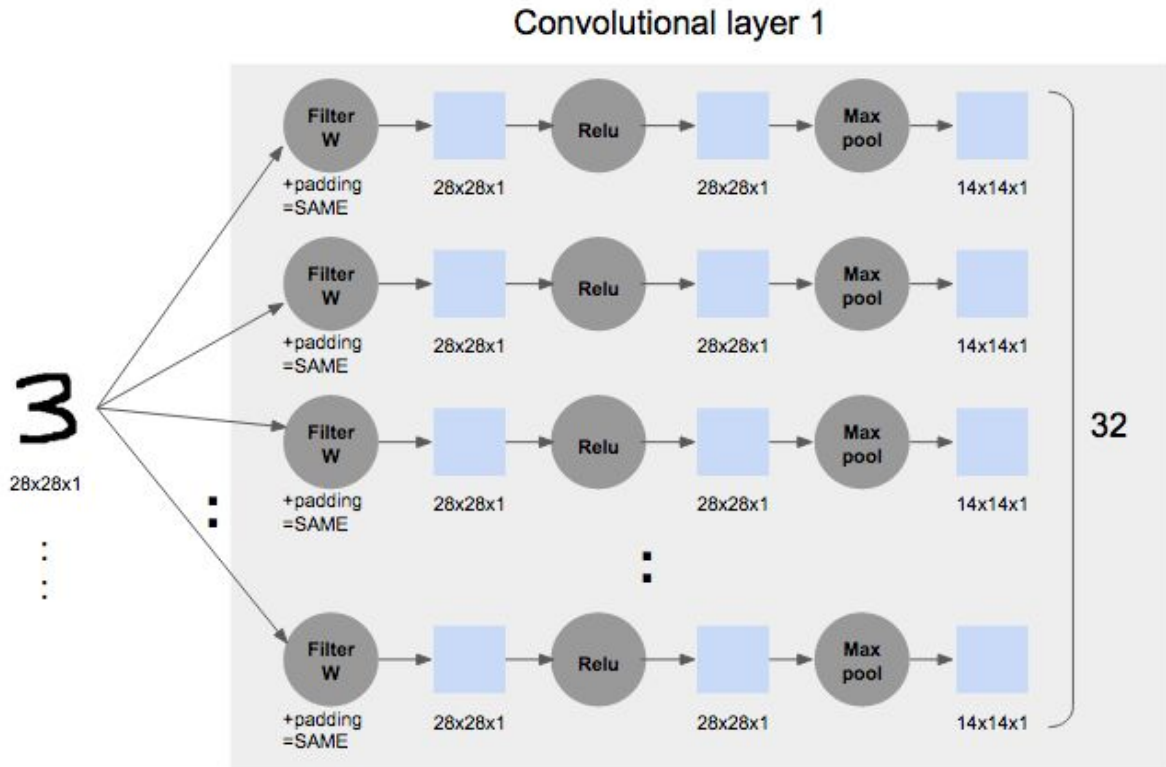 Convolutional layer 1
Filter
W
Relu
Max
pool
+padding
=SAME
28x28x1
28x28x1
14x14x1
Filter
W
Relu
Max
pool
+padding
=SAME
28x28x1
28x28x1
14x14x1
3
28x28x1
Filter
W
Relu
Max
pool
+padding
=SAME
28x28x1
28x28x1
14x14x1
32
Filter
W
Relu
Max
pool
+padding
=SAME
28x28x1
28x28x1
14x14x1